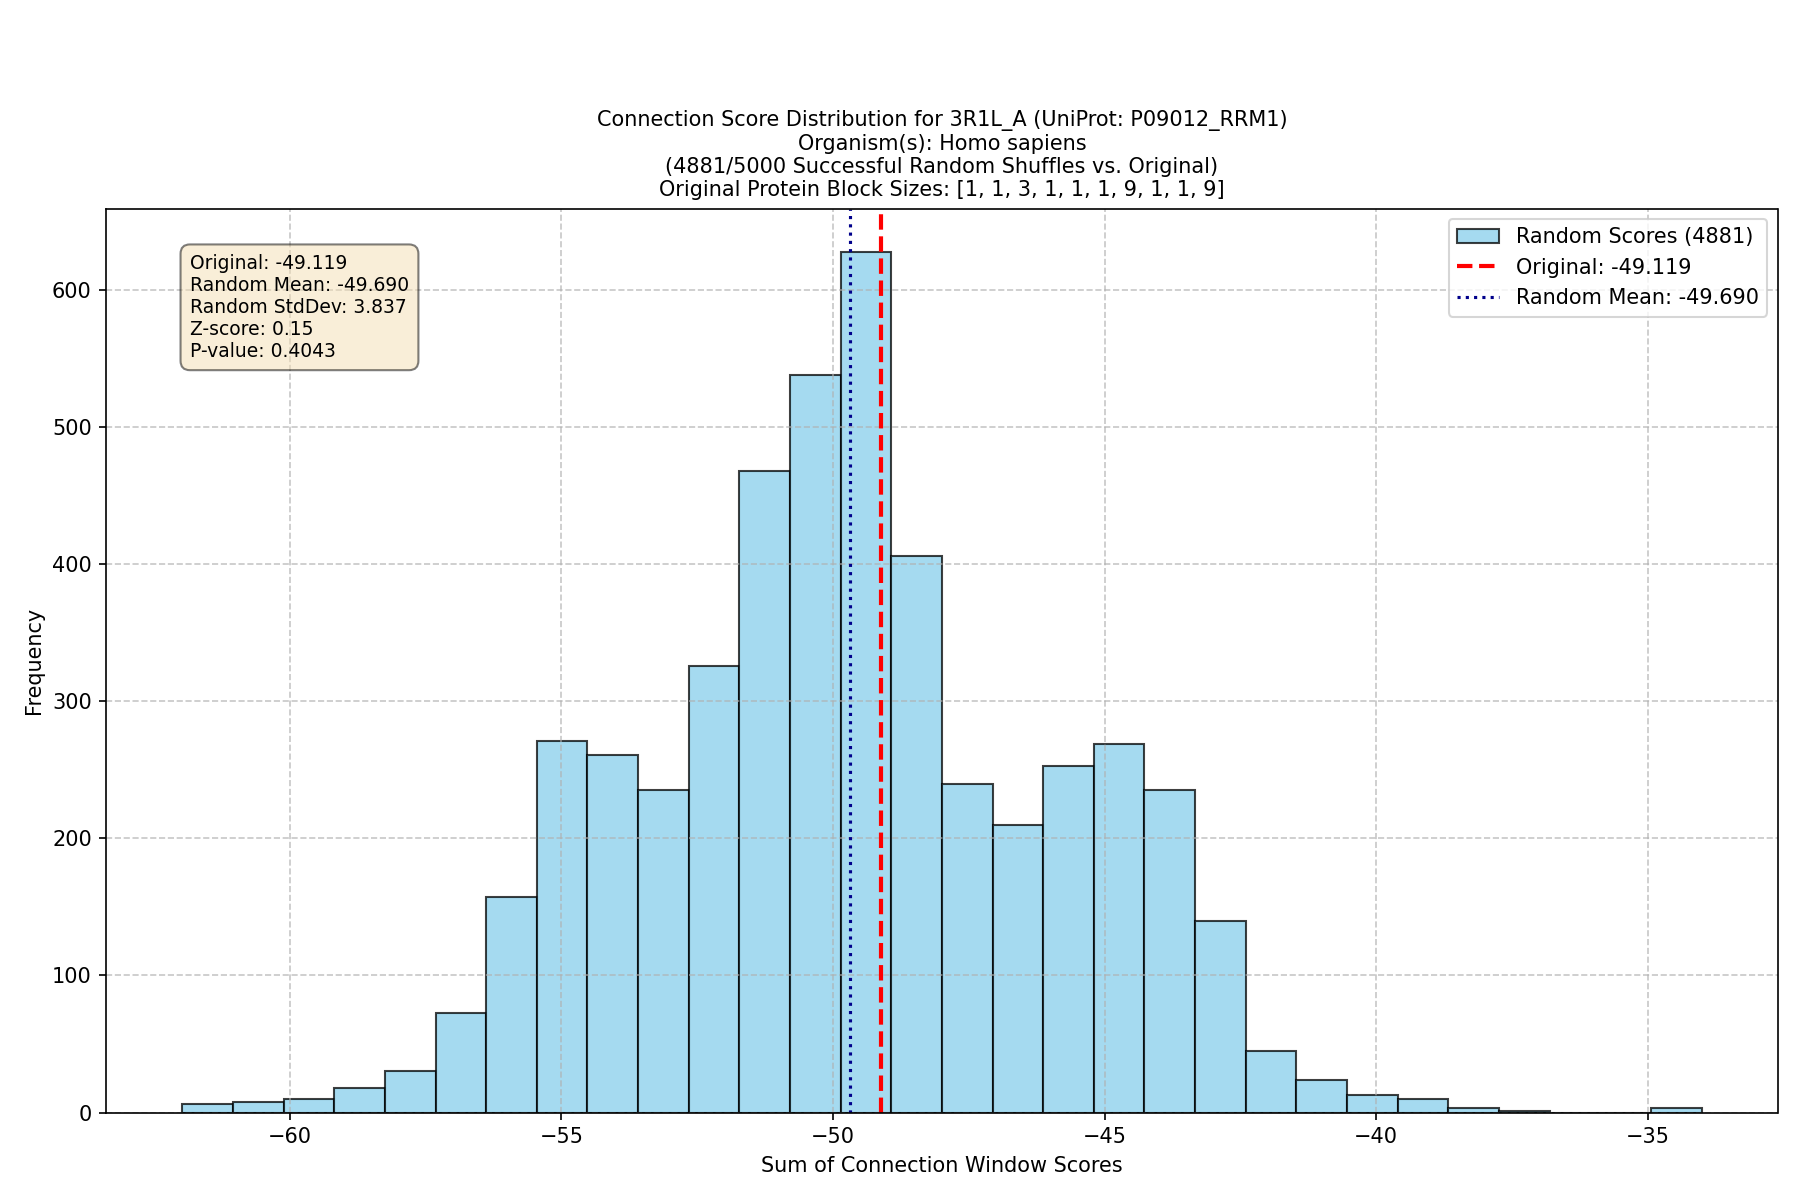 Connection Score Distribution for 3R1L_A (UniProt: P09012_RRM1)
Organism(s): Homo sapiens
(4881/5000 Successful Random Shuffles vs. Original)
Original Protein Block Sizes: [1, 1, 3, 1, 1, 1, 9, 1, 1, 9]
Original: -49.119
Random Mean: -49.690
Random StdDev: 3.837
Z-score: 0.15
P-value: 0.4043
Random Scores (4881)
Original: -49.119
Random Mean: -49.690
Frequency
600
500
400
300
200
100
0
−60
−55
−50
−45
−40
−35
Sum of Connection Window Scores